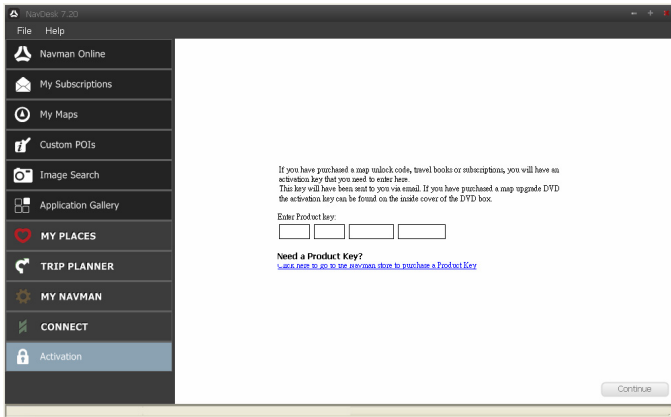 NavDesk 7.20
File Help
Navman Online
My Subscriptions
My Maps
Custom POIs
Image Search
Application Gallery
MY PLACES
TRIP PLANNER
MY NAVMAN
CONNECT
Activation
If you have purchased a map unlock code, travel books or subscriptions, you will have an
activation key that you need to enter here.
This key will have been sent to you via email. If you have purchased a map upgrade DVD
the activation key can be found on the inside cover of the DVD box.
Enter Product key:
Need a Product Key?
Click here to go to the Navman store to purchase a Product Key
Continue